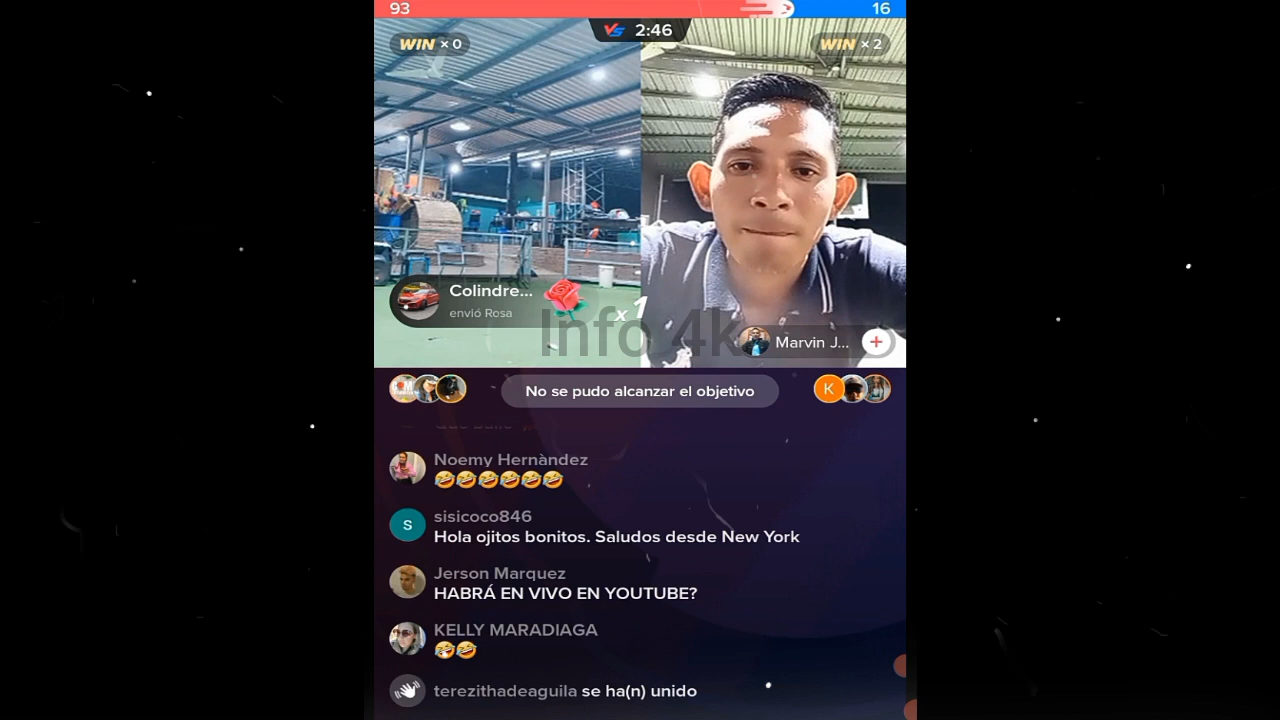 93
16
VS 2:46
WIN × 0
WIN × 2
Colindre...
envió Rosa
x 1
Info 4k
Marvin J...
K
No se pudo alcanzar el objetivo
Noemy Hernàndez
🤣🤣🤣🤣🤣🤣
S
sisicoco846
Hola ojitos bonitos. Saludos desde New York
Jerson Marquez
HABRÁ EN VIVO EN YOUTUBE?
KELLY MARADIAGA
🤣🤣
terezithadeaguila se ha(n) unido